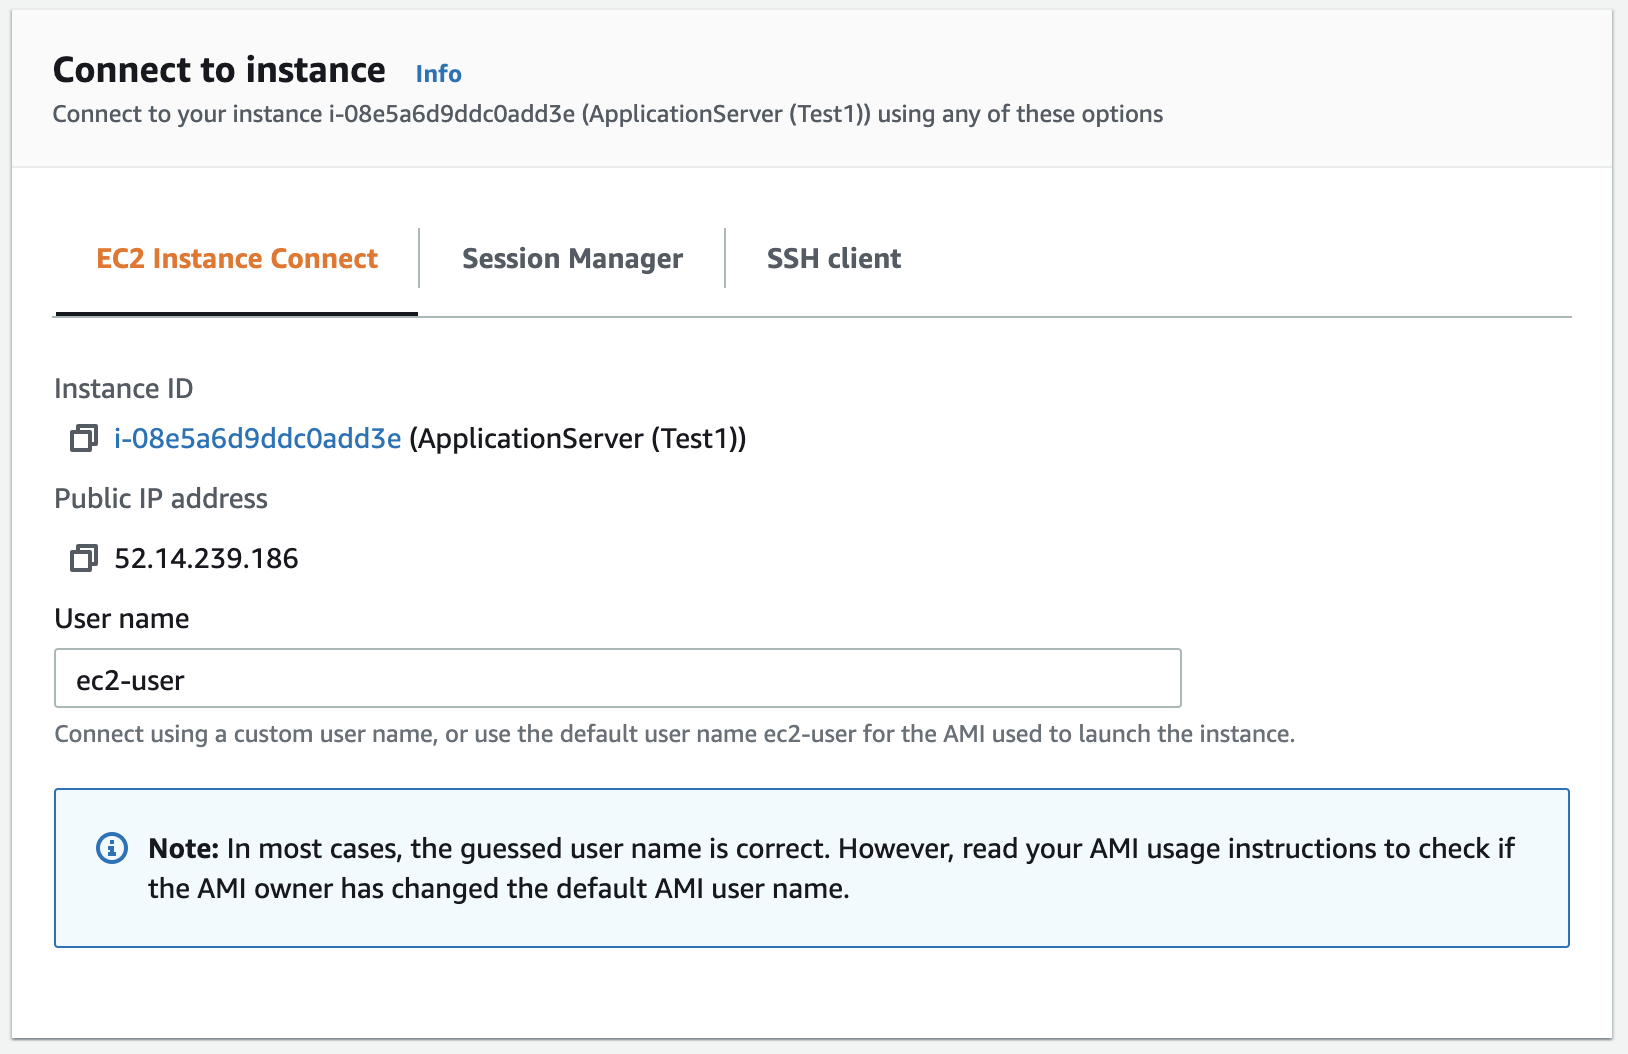 Connect to instance Info
Connect to your instance i-08e5a6d9ddc0add3e (ApplicationServer (Test1)) using any of these options
EC2 Instance Connect Session Manager SSH client
Instance ID
i-08e5a6d9ddc0add3e (ApplicationServer (Test1))
Public IP address
52.14.239.186
User name
ec2-user
Connect using a custom user name, or use the default user name ec2-user for the AMI used to launch the instance.
Note: In most cases, the guessed user name is correct. However, read your AMI usage instructions to check if
the AMI owner has changed the default AMI user name.